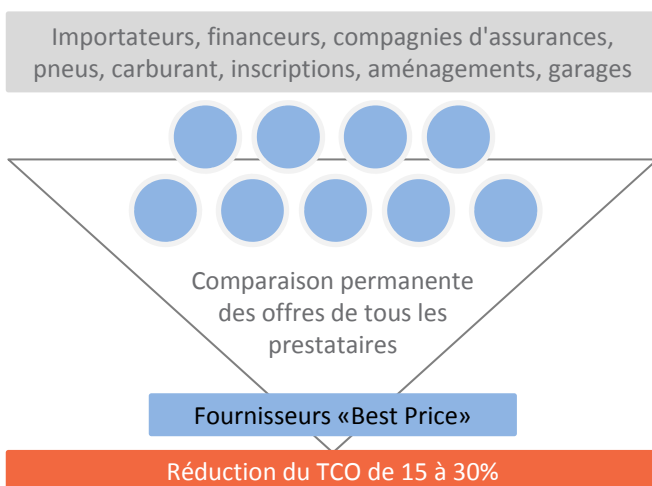 Importateurs, financeurs, compagnies d'assurances,
pneus, carburant, inscriptions, aménagements, garages
Comparaison permanente
des offres de tous les
prestataires
Fournisseurs «Best Price»
Réduction du TCO de 15 à 30%